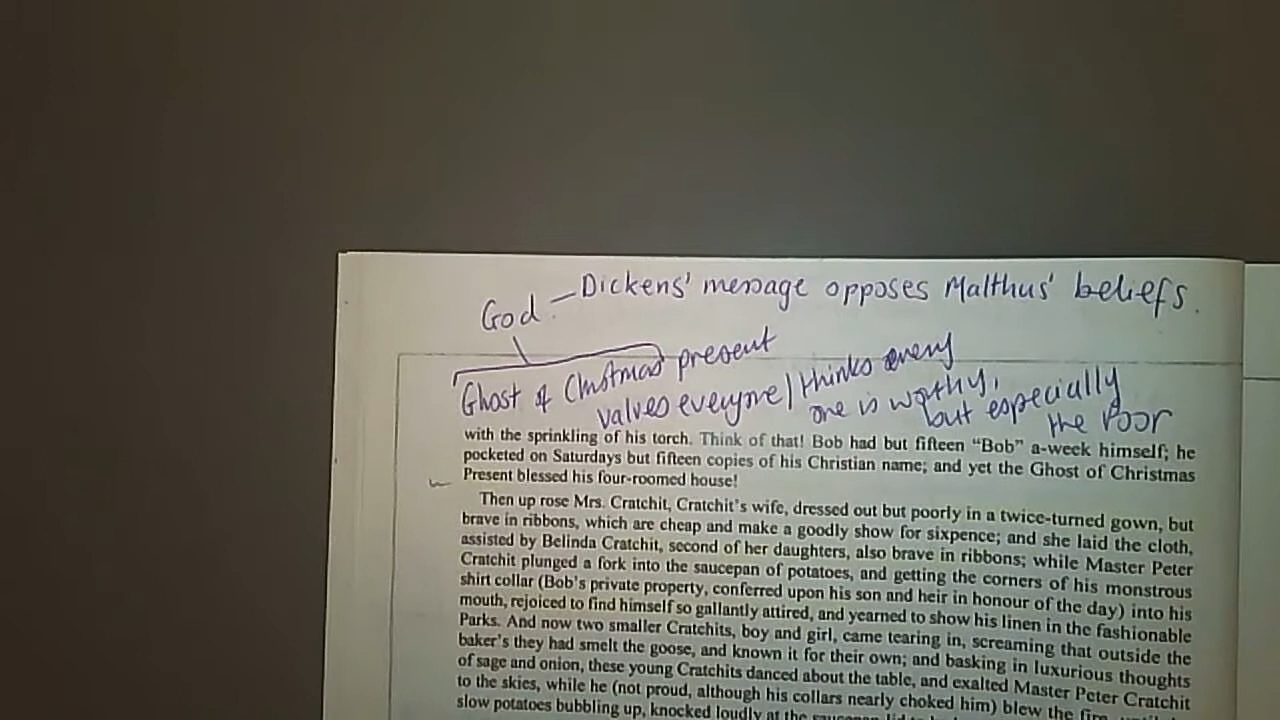 God - Dickens' message opposes Malthus' beliefs.
Ghost of Christmas present
values everyone / thinks every
one is worthy,
but especially
the poor
with the sprinkling of his torch. Think of that! Bob had but fifteen “Bob” a-week himself; he
pocketed on Saturdays but fifteen copies of his Christian name; and yet the Ghost of Christmas
Present blessed his four-roomed house!
Then up rose Mrs. Cratchit, Cratchit’s wife, dressed out but poorly in a twice-turned gown, but
brave in ribbons, which are cheap and make a goodly show for sixpence; and she laid the cloth,
assisted by Belinda Cratchit, second of her daughters, also brave in ribbons; while Master Peter
Cratchit plunged a fork into the saucepan of potatoes, and getting the corners of his monstrous
shirt collar (Bob’s private property, conferred upon his son and heir in honour of the day) into his
mouth, rejoiced to find himself so gallantly attired, and yearned to show his linen in the fashionable
Parks. And now two smaller Cratchits, boy and girl, came tearing in, screaming that outside the
baker’s they had smelt the goose, and known it for their own; and basking in luxurious thoughts
of sage and onion, these young Cratchits danced about the table, and exalted Master Peter Cratchit
to the skies, while he (not proud, although his collars nearly choked him) blew the fire,
slow potatoes bubbling up, knocked loudly at the saucepan